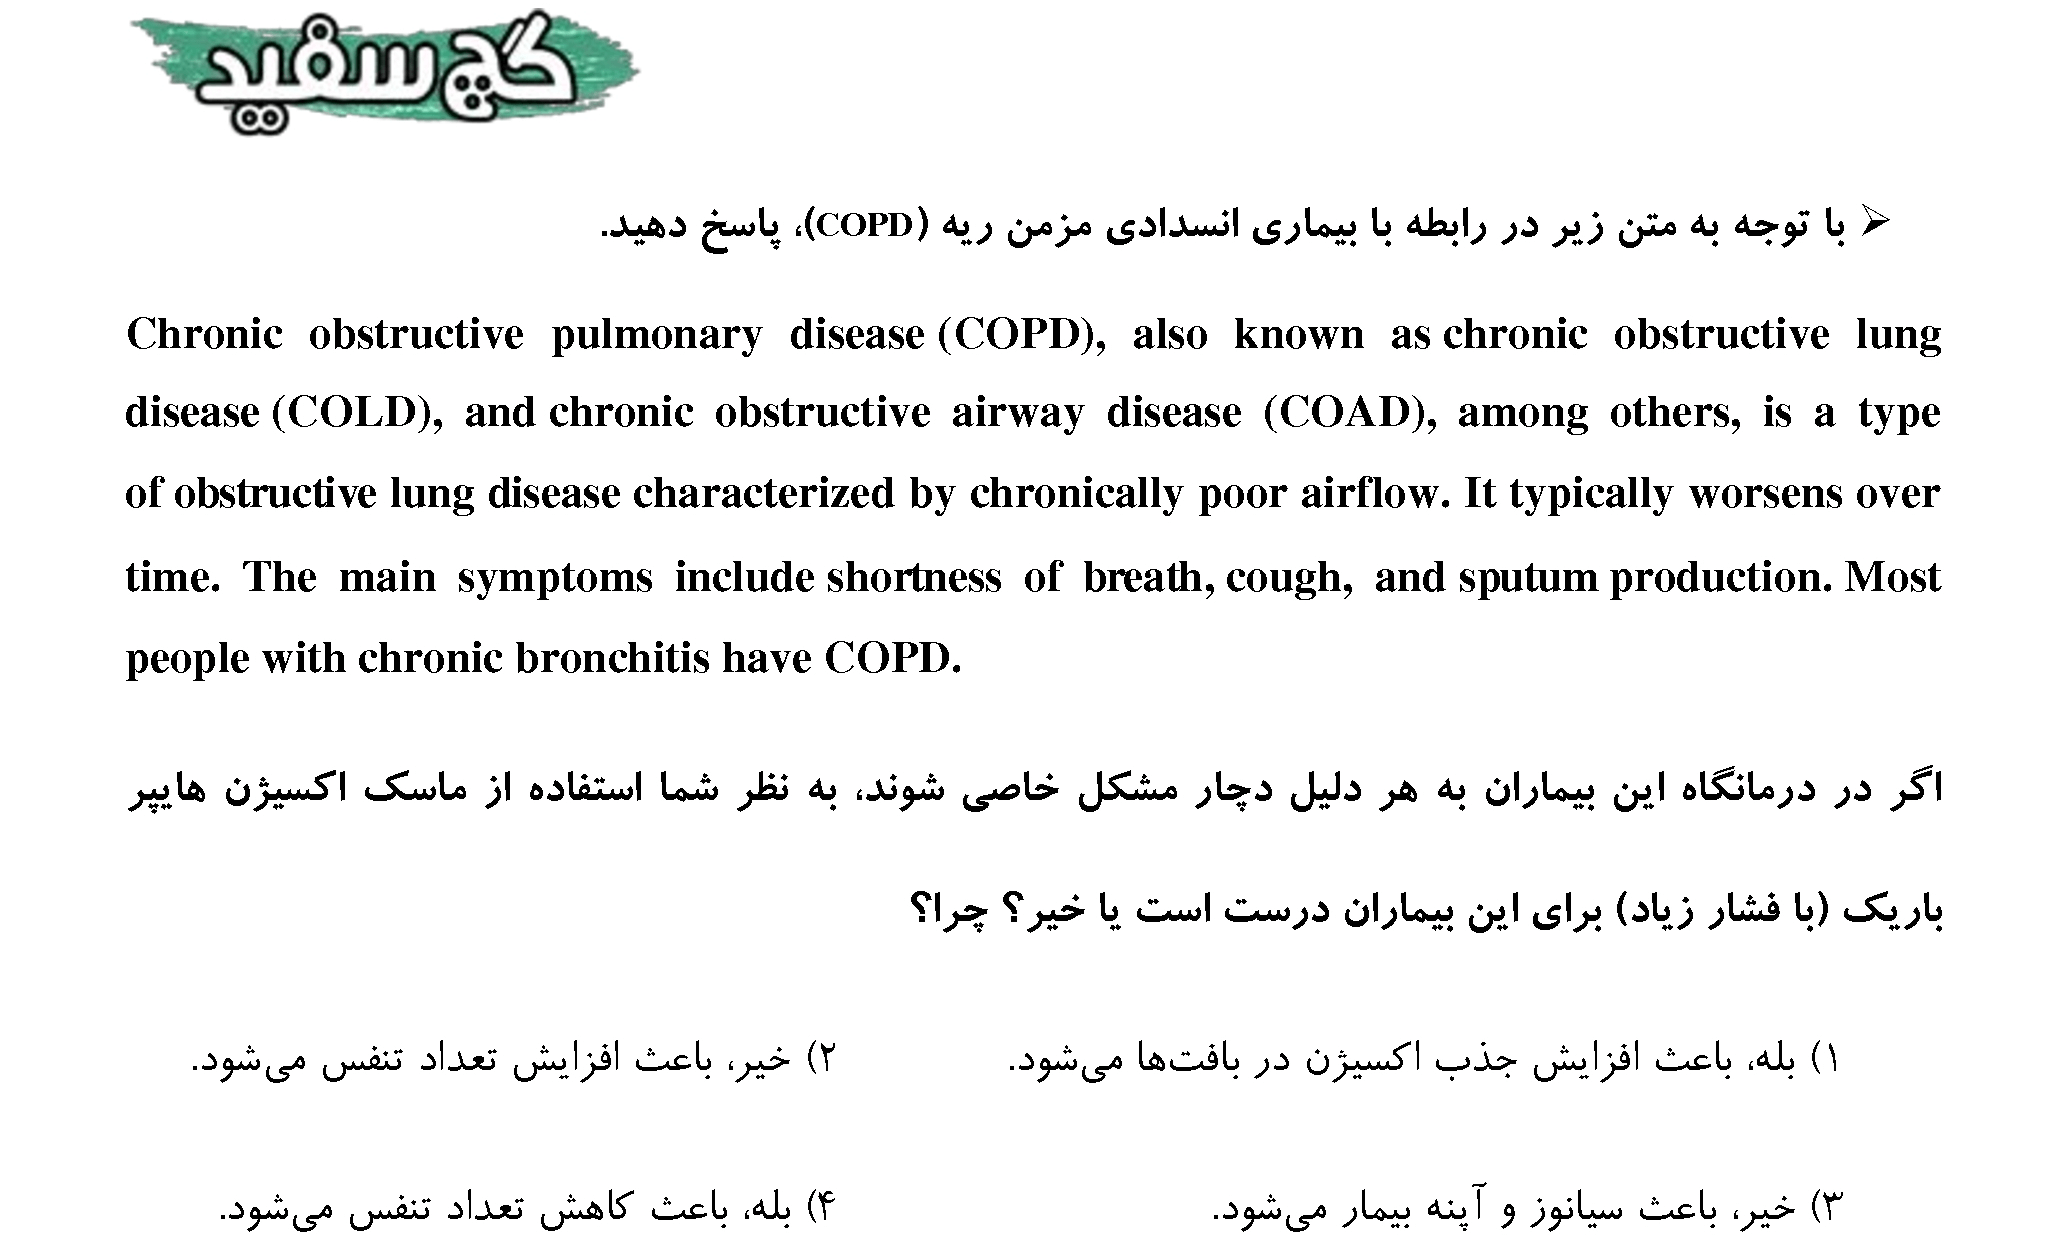 گچ سفید
➢ با توجه به متن زیر در رابطه با بیماری انسدادی مزمن ریه (COPD)، پاسخ دهید.
Chronic obstructive pulmonary disease (COPD), also known as chronic obstructive lung
disease (COLD), and chronic obstructive airway disease (COAD), among others, is a type
of obstructive lung disease characterized by chronically poor airflow. It typically worsens over
time. The main symptoms include shortness of breath, cough, and sputum production. Most
people with chronic bronchitis have COPD.
اگر در درمانگاه این بیماران به هر دلیل دچار مشکل خاصی شوند، به نظر شما استفاده از ماسک اکسیژن هایپر
باریک (با فشار زیاد) برای این بیماران درست است یا خیر؟ چرا؟
۱) بله، باعث افزایش جذب اکسیژن در بافت‌ها می‌شود.
۲) خیر، باعث افزایش تعداد تنفس می‌شود.
۳) خیر، باعث سیانوز و آپنه بیمار می‌شود.
۴) بله، باعث کاهش تعداد تنفس می‌شود.